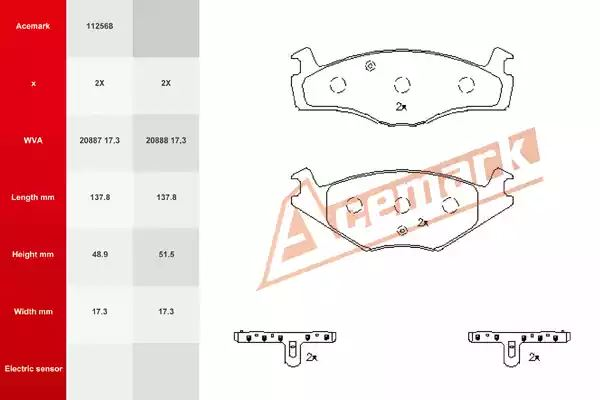 Acemark 112568
x 2X 2X
WVA 20887 17,3 20888 17,3
Length mm 137.8 137.8
Height mm 48.9 51.5
Width mm 17.3 17.3
Electric sensor
2x
Acemark
2x
2x 2x